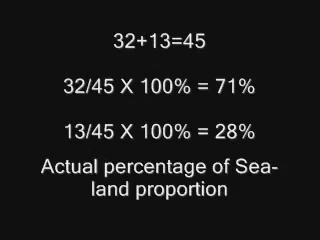 32+13=45
32/45 X 100% = 71%
13/45 X 100% = 28%
Actual percentage of Sea-
land proportion